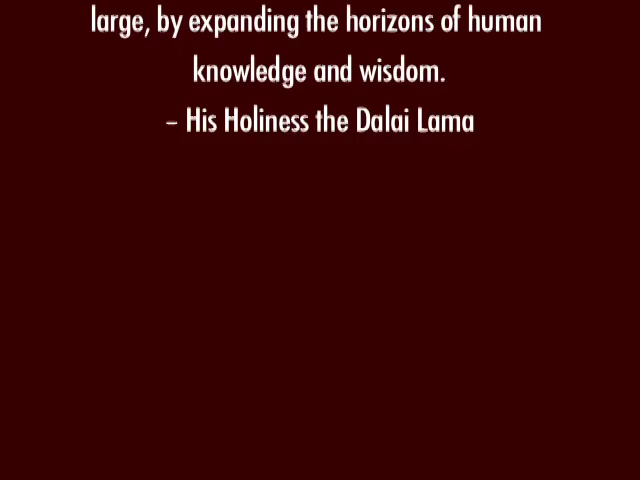 large, by expanding the horizons of human
knowledge and wisdom.
– His Holiness the Dalai Lama